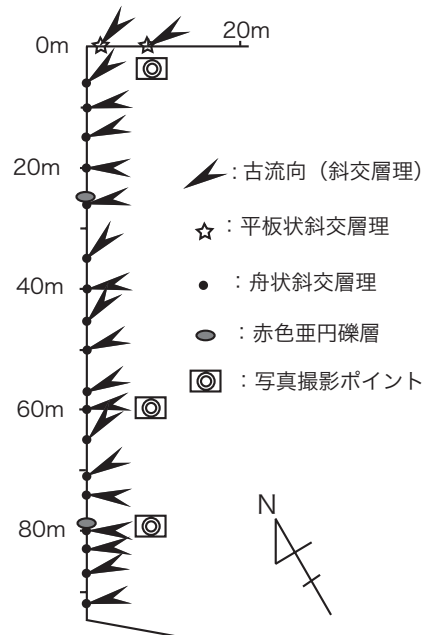 0m
20m
20m
：古流向（斜交層理）
：平板状斜交層理
40m
：舟状斜交層理
：赤色亜円礫層
：写真撮影ポイント
60m
N
80m